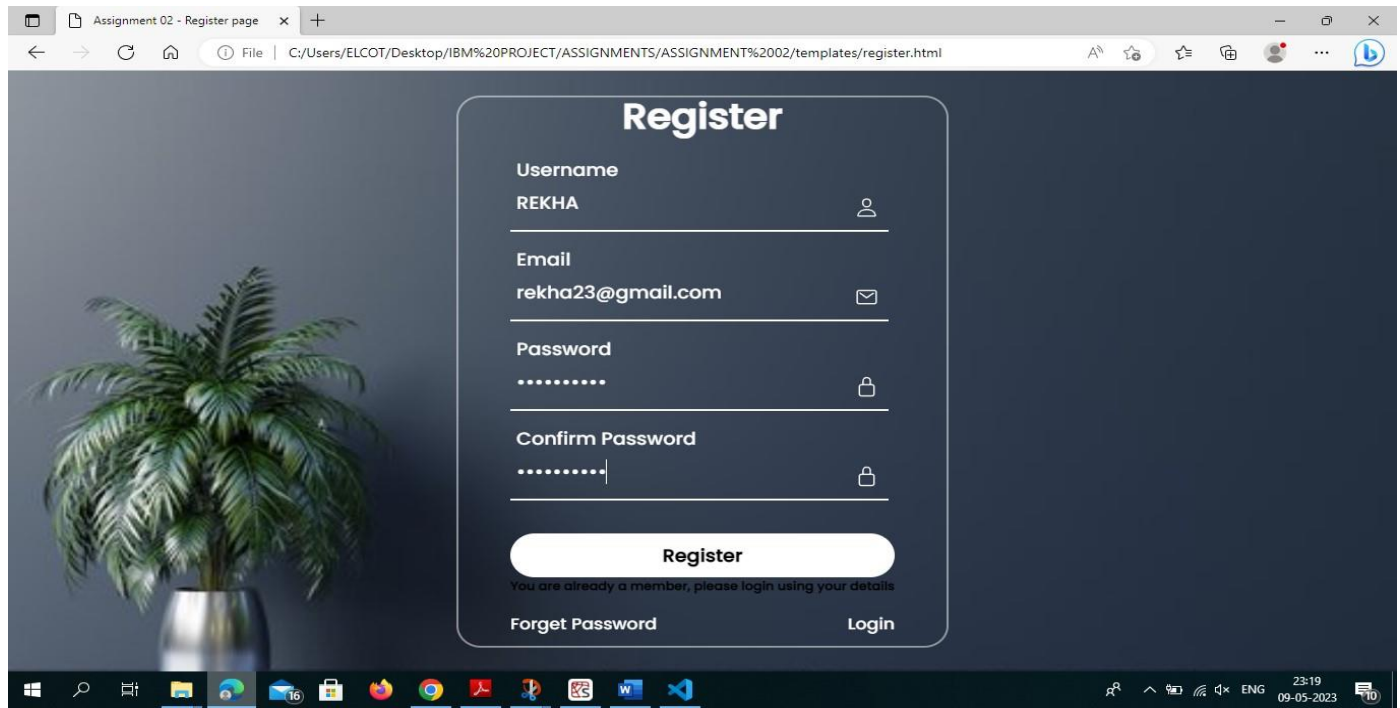 Assignment 02 - Register page
File | C:/Users/ELCOT/Desktop/IBM%20PROJECT/ASSIGNMENTS/ASSIGNMENT%2002/templates/register.html
Register
Username
REKHA
Email
rekha23@gmail.com
Password
••••••••••
Confirm Password
••••••••••
Register
You are already a member, please login using your details
Forget Password Login
16
ENG
23:19
09-05-2023
10